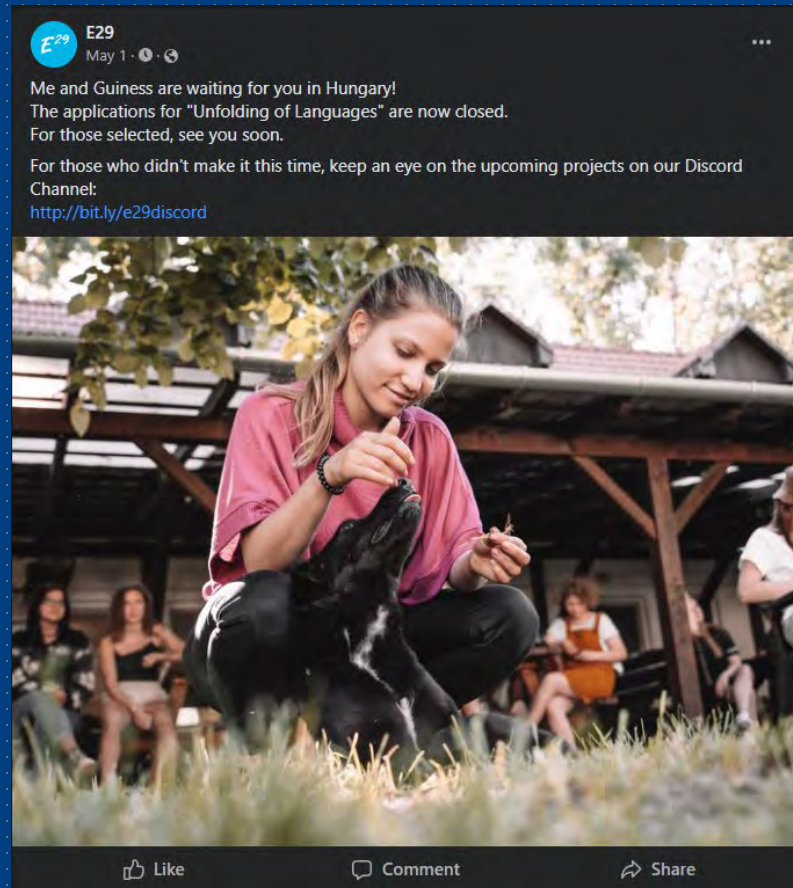 E29
E29
May 1 ·
Me and Guiness are waiting for you in Hungary!
The applications for "Unfolding of Languages" are now closed.
For those selected, see you soon.
For those who didn't make it this time, keep an eye on the upcoming projects on our Discord
Channel:
http://bit.ly/e29discord
Like
Comment
Share